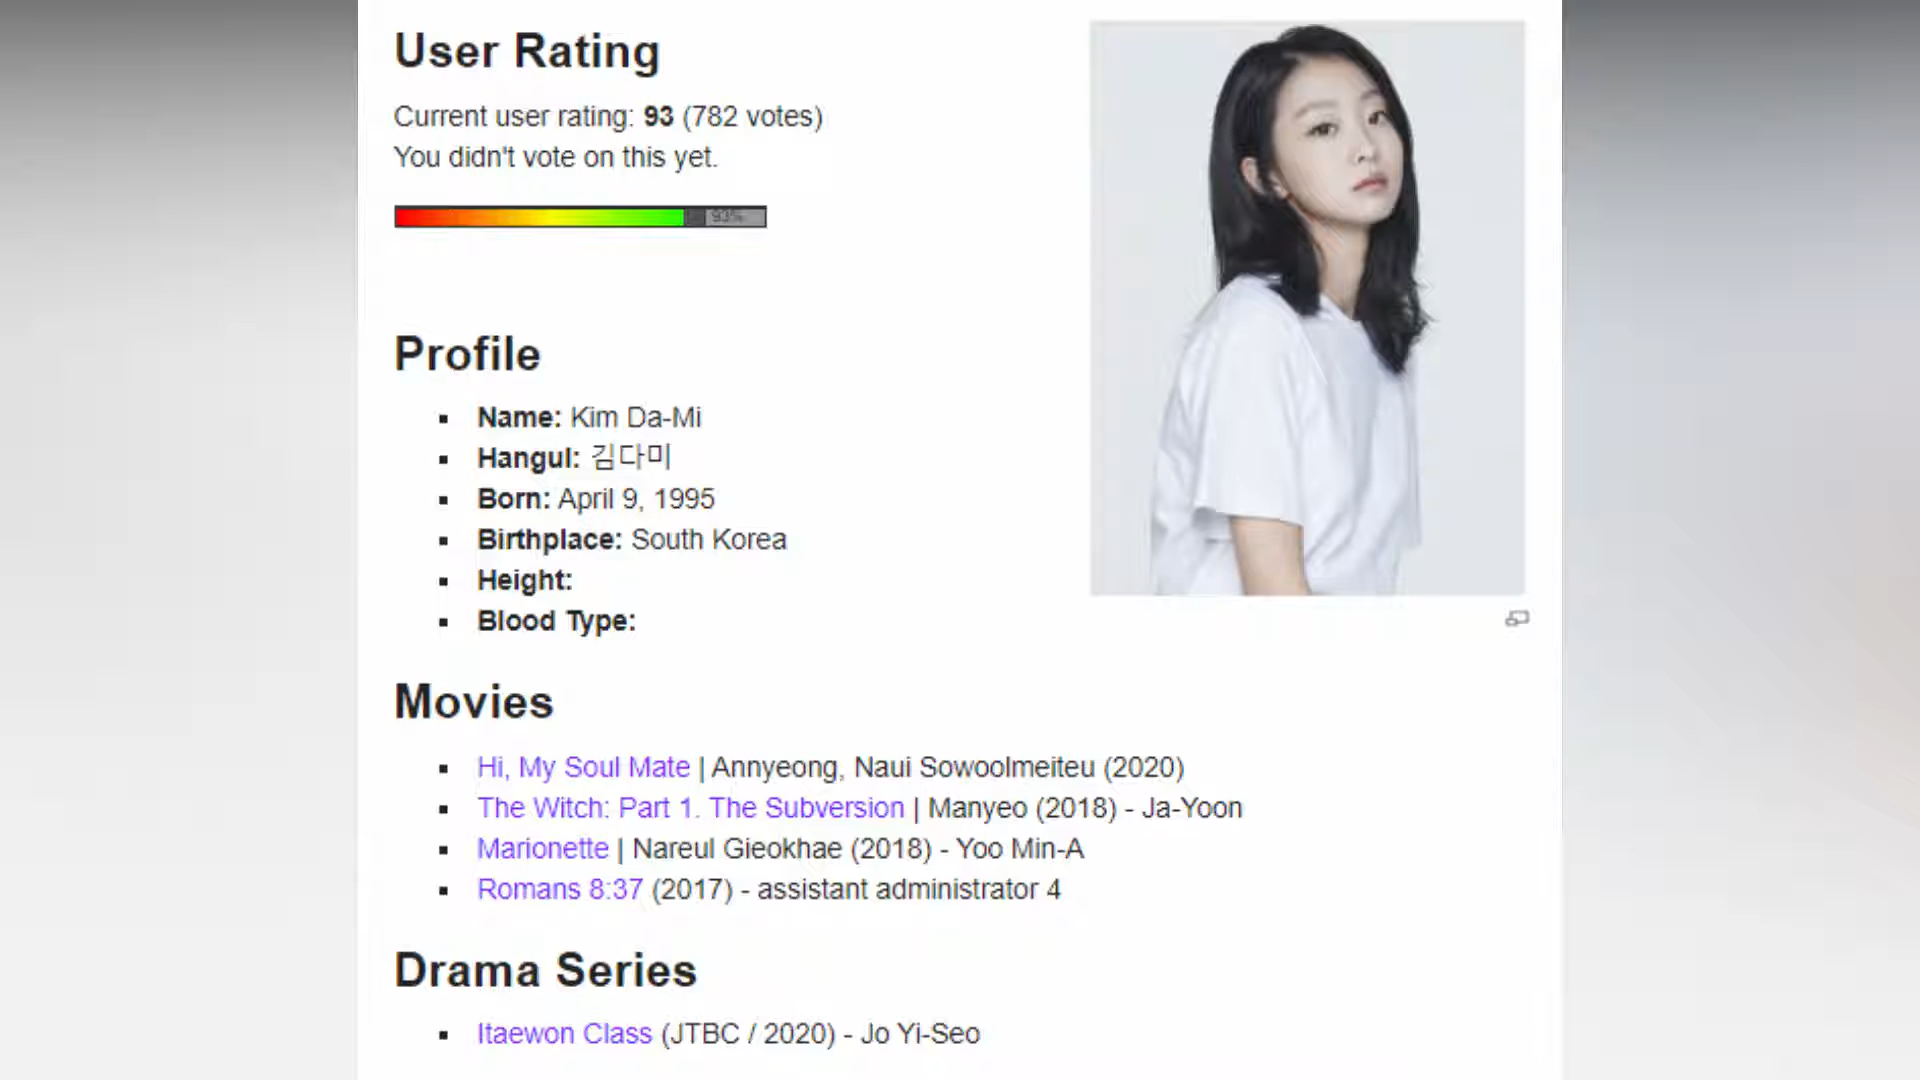 User Rating
Current user rating: 93 (782 votes)
You didn't vote on this yet.
93%
Profile
Name: Kim Da-Mi
Hangul: 김다미
Born: April 9, 1995
Birthplace: South Korea
Height:
Blood Type:
Movies
Hi, My Soul Mate | Annyeong, Naui Sowoolmeiteu (2020)
The Witch: Part 1. The Subversion | Manyeo (2018) - Ja-Yoon
Marionette | Nareul Gieokhae (2018) - Yoo Min-A
Romans 8:37 (2017) - assistant administrator 4
Drama Series
Itaewon Class (JTBC / 2020) - Jo Yi-Seo